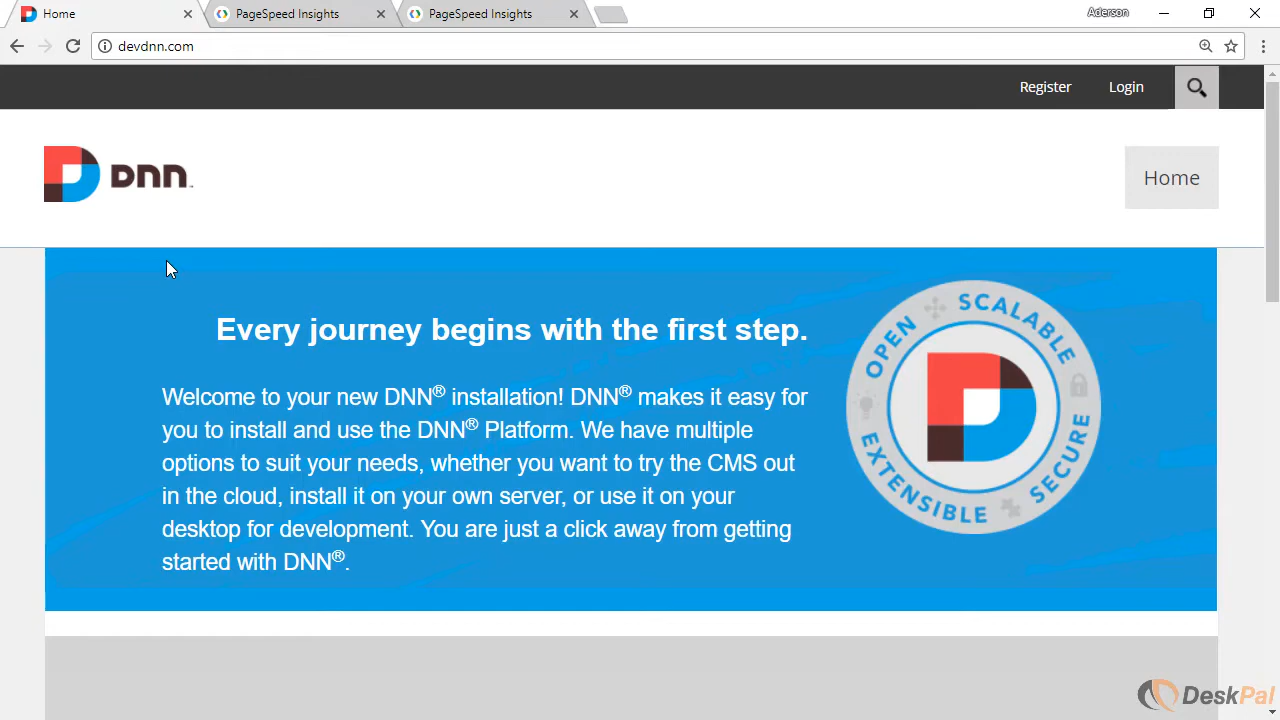 Home
PageSpeed Insights
PageSpeed Insights
Aderson
devdnn.com
Register
Login
DNN
Home
Every journey begins with the first step.
Welcome to your new DNN® installation! DNN® makes it easy for
you to install and use the DNN® Platform. We have multiple
options to suit your needs, whether you want to try the CMS out
in the cloud, install it on your own server, or use it on your
desktop for development. You are just a click away from getting
started with DNN®.
OPEN
SCALABLE
EXTENSIBLE
SECURE
DeskPal